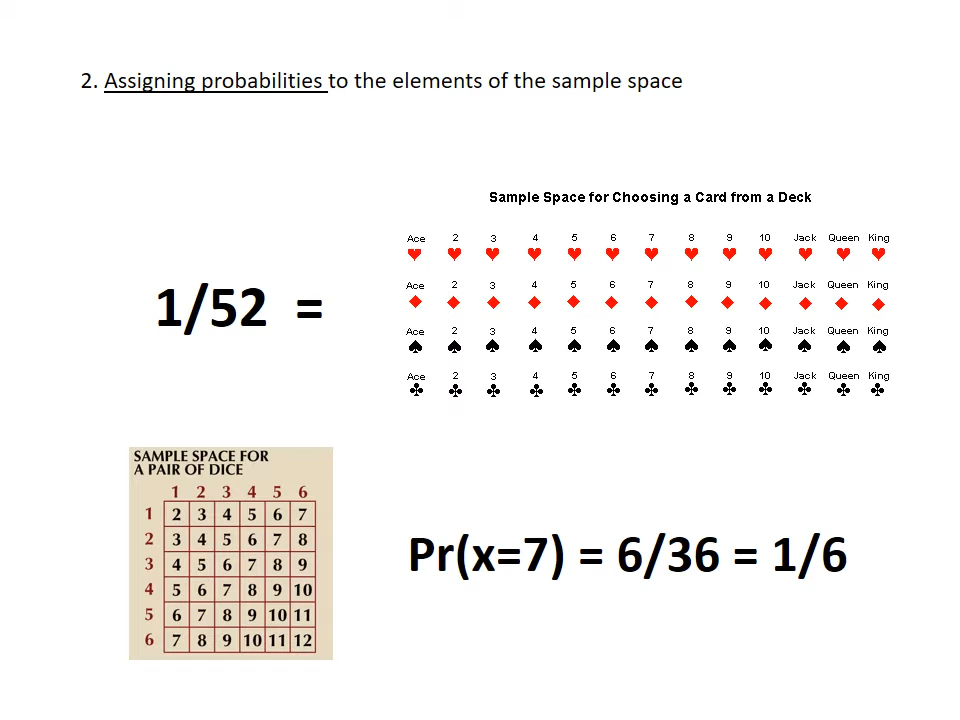 2. Assigning probabilities to the elements of the sample space
Sample Space for Choosing a Card from a Deck
Ace 2 3 4 5 6 7 8 9 10 Jack Queen King
Ace 2 3 4 5 6 7 8 9 10 Jack Queen King
1/52 =
Ace 2 3 4 5 6 7 8 9 10 Jack Queen King
Ace 2 3 4 5 6 7 8 9 10 Jack Queen King
SAMPLE SPACE FOR
A PAIR OF DICE
1 2 3 4 5 6
1 2 3 4 5 6 7
2 3 4 5 6 7 8
3 4 5 6 7 8 9
4 5 6 7 8 9 10
5 6 7 8 9 10 11
6 7 8 9 10 11 12
Pr(x=7) = 6/36 = 1/6